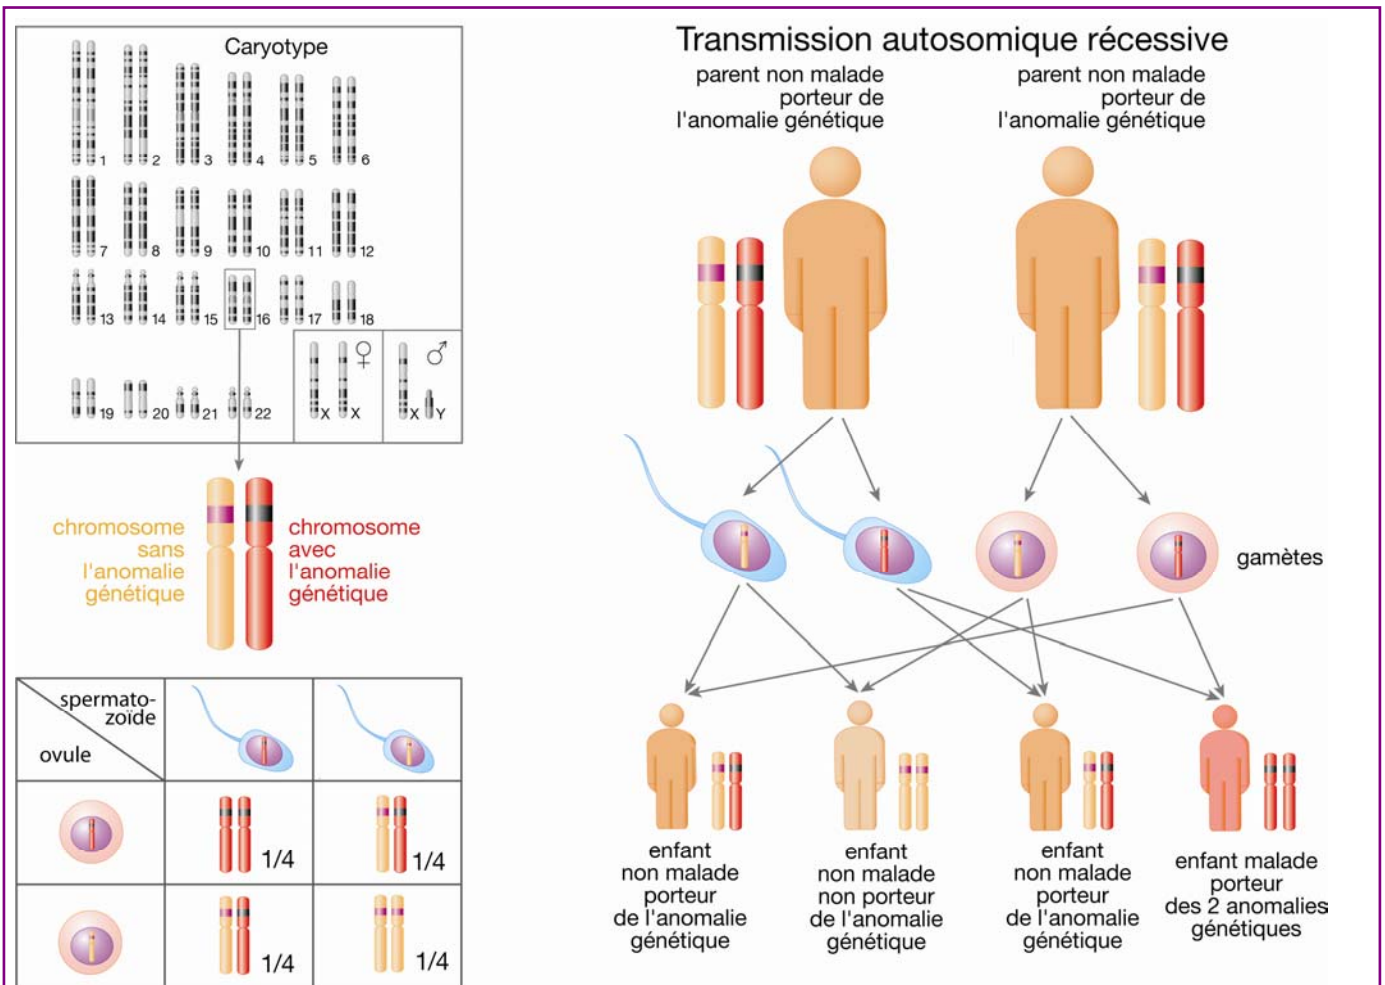 Caryotype
1
2
3
4
5
6
7
8
9
10
11
12
13
14
15
16
17
18
19
20
21
22
♀
X
X
♂
X
Y
chromosome
sans
l'anomalie
génétique
chromosome
avec
l'anomalie
génétique
spermato-
zoïde
ovule
1/4
1/4
1/4
1/4
Transmission autosomique récessive
parent non malade
porteur de
l'anomalie génétique
parent non malade
porteur de
l'anomalie génétique
gamètes
enfant
non malade
porteur
de l'anomalie
génétique
enfant
non malade
non porteur
de l'anomalie
génétique
enfant
non malade
porteur
de l'anomalie
génétique
enfant malade
porteur
des 2 anomalies
génétiques